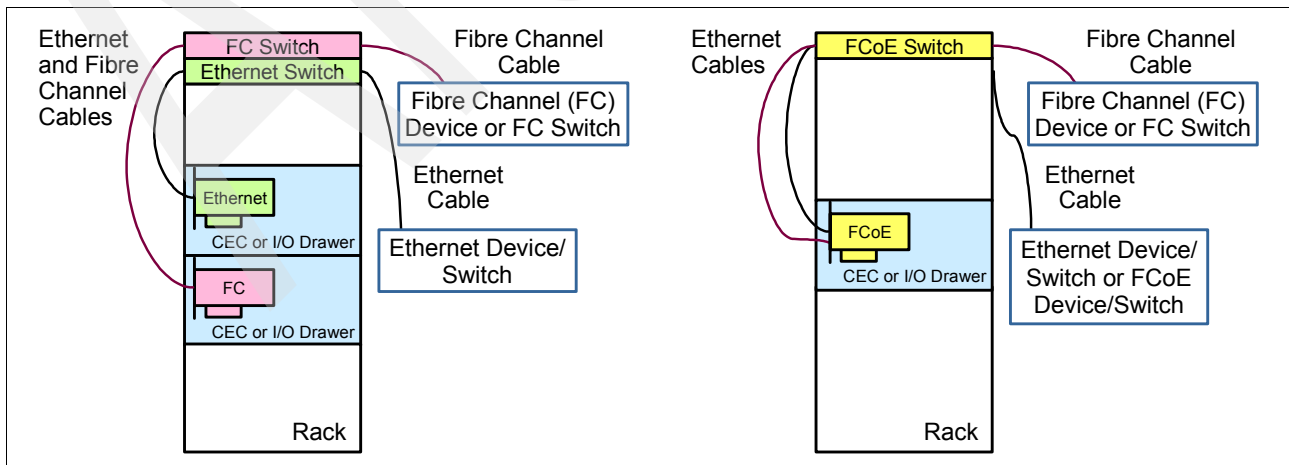 Ethernet
and Fibre
Channel
Cables
FC Switch
Ethernet Switch
Fibre Channel
Cable
Fibre Channel (FC)
Device or FC Switch
Ethernet
Cable
Ethernet Device/
Switch
Ethernet
CEC or I/O Drawer
FC
CEC or I/O Drawer
Rack
Ethernet
Cables
FCoE Switch
Fibre Channel
Cable
Fibre Channel (FC)
Device or FC Switch
Ethernet
Cable
Ethernet Device/
Switch or FCoE
Device/Switch
FCoE
CEC or I/O Drawer
Rack